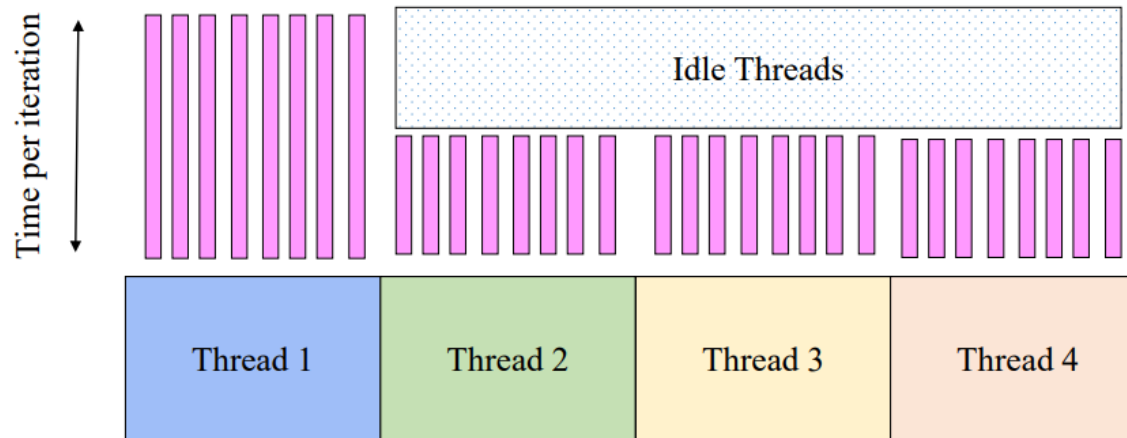 Time per iteration
Idle Threads
Thread 1
Thread 2
Thread 3
Thread 4